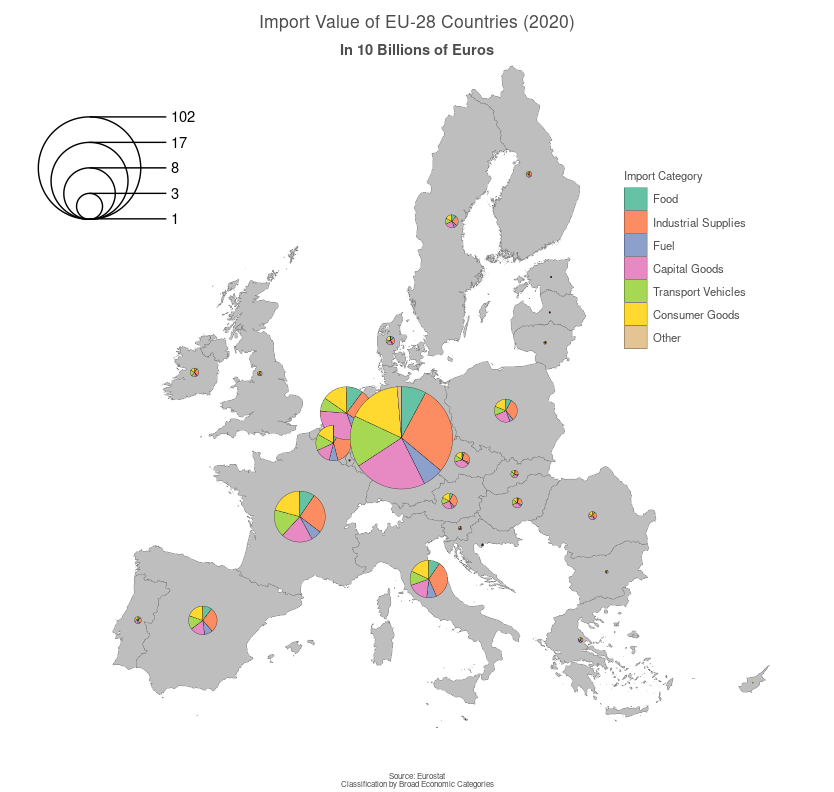 Import Value of EU-28 Countries (2020)
In 10 Billions of Euros
102
17
8
3
1
Import Category
Food
Industrial Supplies
Fuel
Capital Goods
Transport Vehicles
Consumer Goods
Other
Source: Eurostat
Classification by Broad Economic Categories